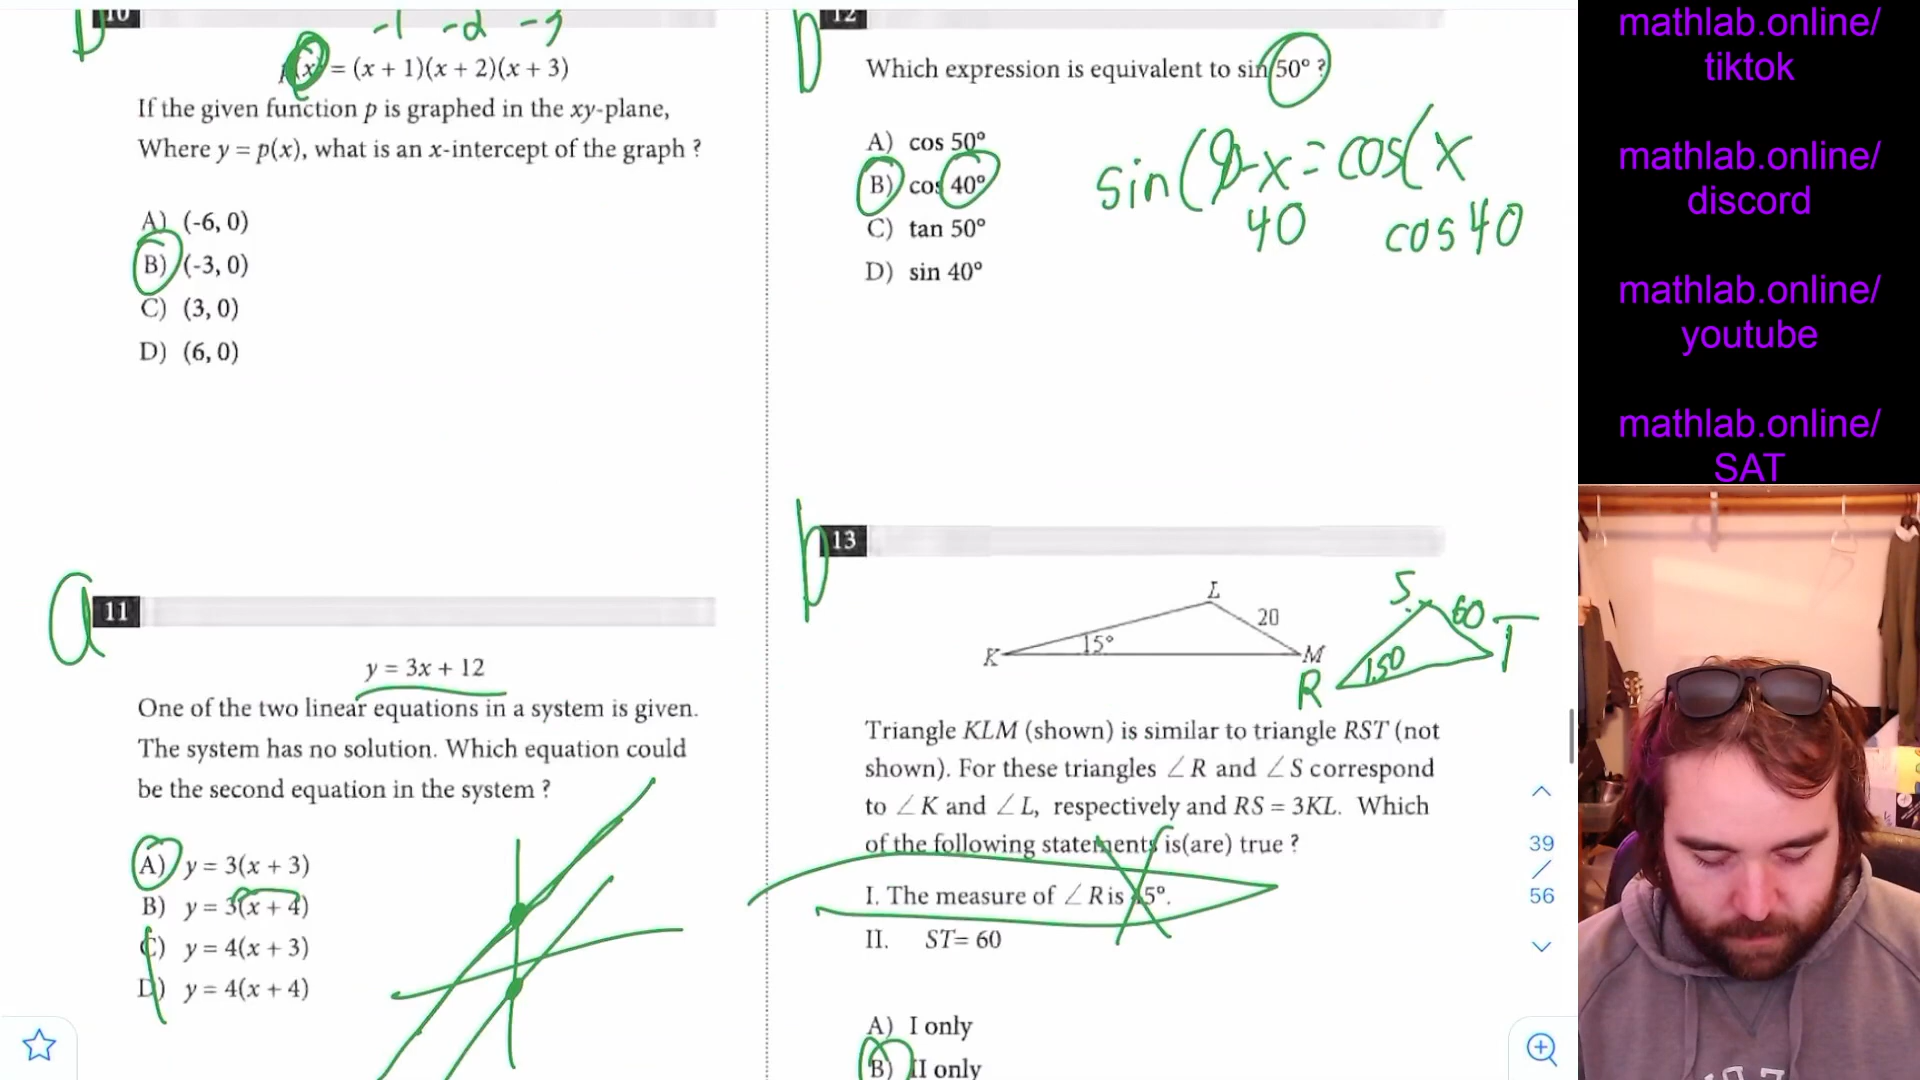 10
-1 -2 -3
(x) = (x + 1)(x + 2)(x + 3)
If the given function p is graphed in the xy-plane,
Where y = p(x), what is an x-intercept of the graph ?
A) (-6, 0)
B) (-3, 0)
C) (3, 0)
D) (6, 0)
a
11
y = 3x + 12
One of the two linear equations in a system is given.
The system has no solution. Which equation could
be the second equation in the system ?
A) y = 3(x + 3)
B) y = 3(x + 4)
C) y = 4(x + 3)
D) y = 4(x + 4)
b
12
Which expression is equivalent to sin 50° ?
A) cos 50°
B) cos 40°
C) tan 50°
D) sin 40°
sin(90-x = cos(x
40 cos 40
b
13
K
L
M
15°
20
R
S
T
150
60
Triangle KLM (shown) is similar to triangle RST (not
shown). For these triangles ∠R and ∠S correspond
to ∠K and ∠L, respectively and RS = 3KL. Which
of the following statements is(are) true ?
I. The measure of ∠R is 45°.
II. ST= 60
A) I only
B) II only
39
/
56
mathlab.online/
tiktok
mathlab.online/
discord
mathlab.online/
youtube
mathlab.online/
SAT